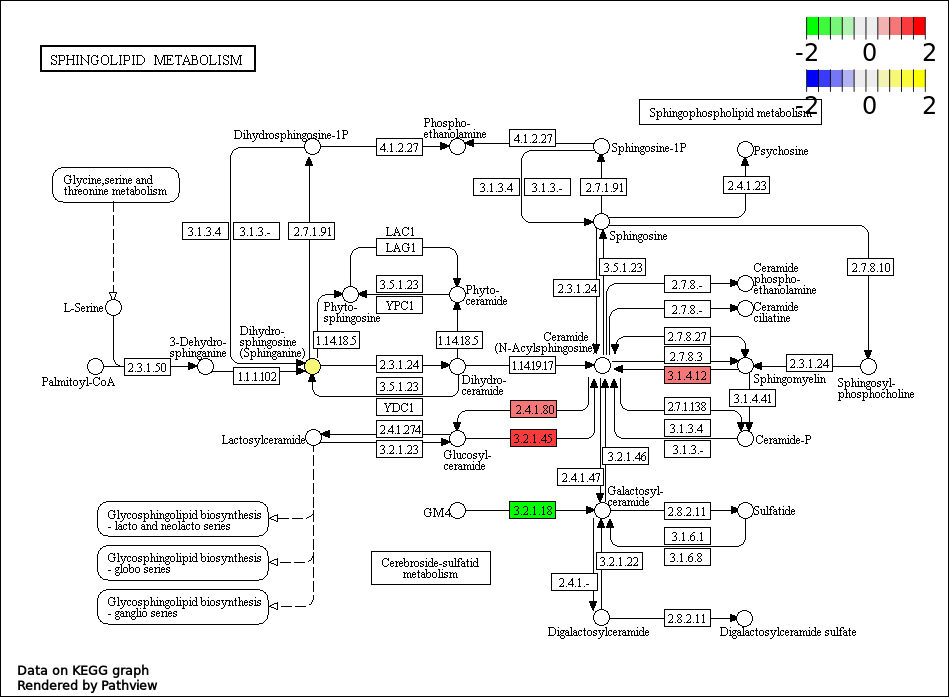 SPHINGOLIPID METABOLISM
-2 0 2
-2 0 2
Sphingophospholipid metabolism
Dihydrosphingosine-1P
Phospho-
ethanolamine
4.1.2.27
4.1.2.27
Sphingosine-1P
Psychosine
Glycine,serine and
threonine metabolism
3.1.3.4
3.1.3.-
2.7.1.91
2.4.1.23
3.1.3.4
3.1.3.-
2.7.1.91
LAC1
LAG1
Sphingosine
3.5.1.23
2.7.8.10
3.5.1.23
YPC1
2.3.1.24
2.7.8.-
Ceramide
phospho-
ethanolamine
L-Serine
Phyto-
sphingosine
Phyto-
ceramide
2.7.8.-
Ceramide
ciliatine
3-Dehydro-
sphinganine
Dihydro-
sphingosine
(Sphinganine)
1.14.18.5
1.14.18.5
Ceramide
(N-Acylsphingosine)
2.7.8.27
2.7.8.3
Palmitoyl-CoA
2.3.1.50
1.1.1.102
2.3.1.24
3.5.1.23
YDC1
Dihydro-
ceramide
1.14.19.17
3.1.4.12
Sphingomyelin
2.3.1.24
Sphingosyl-
phosphocholine
3.1.4.41
2.4.1.80
2.7.1.138
Lactosylceramide
2.4.1.274
3.2.1.23
Glucosyl-
ceramide
3.2.1.45
3.1.3.4
3.1.3.-
Ceramide-P
3.2.1.46
2.4.1.47
Galactosyl-
ceramide
GM4
3.2.1.18
2.8.2.11
Sulfatide
Glycosphingolipid biosynthesis
- lacto and neolacto series
3.1.6.1
3.1.6.8
Glycosphingolipid biosynthesis
- globo series
Cerebroside-sulfatid
metabolism
3.2.1.22
2.4.1.-
Glycosphingolipid biosynthesis
- ganglio series
2.8.2.11
Digalactosylceramide
Digalactosylceramide sulfate
Data on KEGG graph
Rendered by Pathview